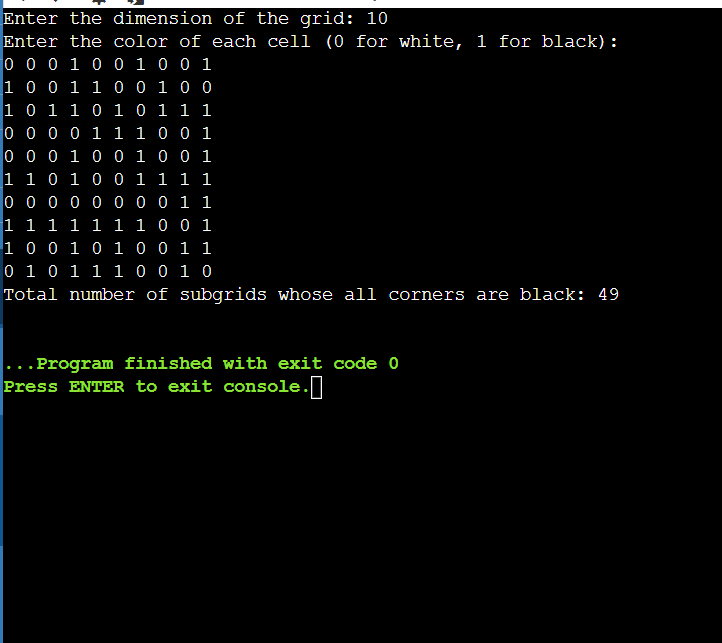 Enter the dimension of the grid: 10
Enter the color of each cell (0 for white, 1 for black):
0 0 0 1 0 0 1 0 0 1
1 0 0 1 1 0 0 1 0 0
1 0 1 1 0 1 0 1 1 1
0 0 0 0 1 1 1 0 0 1
0 0 0 1 0 0 1 0 0 1
1 1 0 1 0 0 1 1 1 1
0 0 0 0 0 0 0 0 1 1
1 1 1 1 1 1 1 0 0 1
1 0 0 1 0 1 0 0 1 1
0 1 0 1 1 1 0 0 1 0
Total number of subgrids whose all corners are black: 49
...Program finished with exit code 0
Press ENTER to exit console.